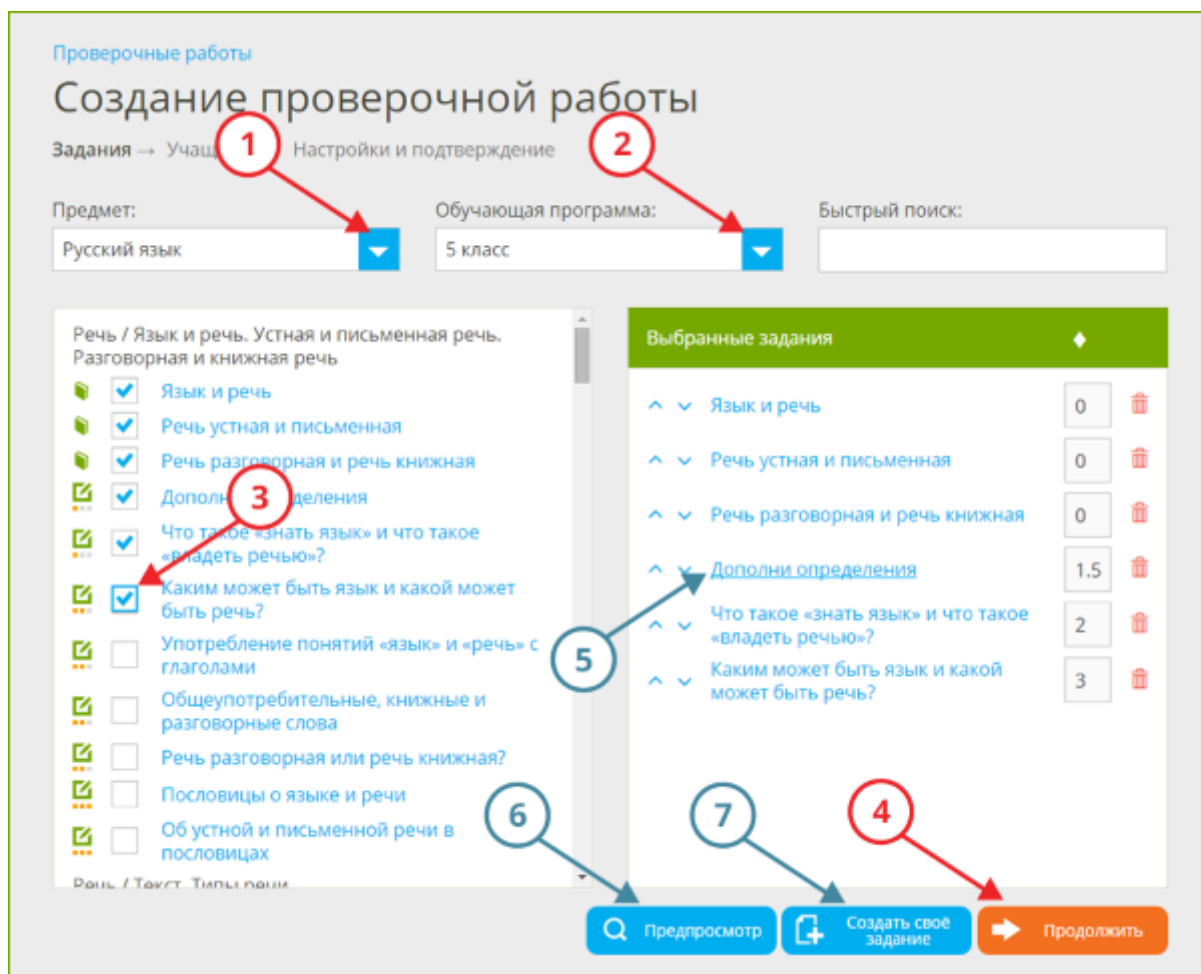 Проверочные работы
Создание проверочной работы
Задания → Настройки и подтверждение
1
2
Предмет:
Обучающая программа:
Быстрый поиск:
Русский язык
5 класс
Речь / Язык и речь. Устная и письменная речь.
Разговорная и книжная речь
Язык и речь
Речь устная и письменная
Речь разговорная и речь книжная
3
Что такое «знать язык» и что такое
«владеть речью»?
Каким может быть язык и какой может
быть речь?
Употребление понятий «язык» и «речь» с
глаголами
Общеупотребительные, книжные и
разговорные слова
Речь разговорная или речь книжная?
Пословицы о языке и речи
Об устной и письменной речи в
пословицах
Речь / Текст. Типы речи
Выбранные задания
Язык и речь 0
Речь устная и письменная 0
Речь разговорная и речь книжная 0
Дополни определения 1.5
Что такое «знать язык» и что такое
«владеть речью»? 2
Каким может быть язык и какой
может быть речь? 3
5
6
7
4
Предпросмотр
Создать своё
задание
Продолжить